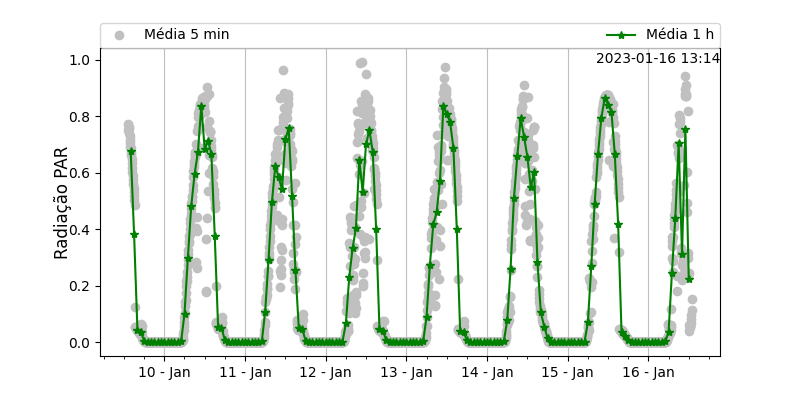 Média 5 min
Média 1 h
2023-01-16 13:14
Radiação PAR
1.0
0.8
0.6
0.4
0.2
0.0
10 - Jan
11 - Jan
12 - Jan
13 - Jan
14 - Jan
15 - Jan
16 - Jan